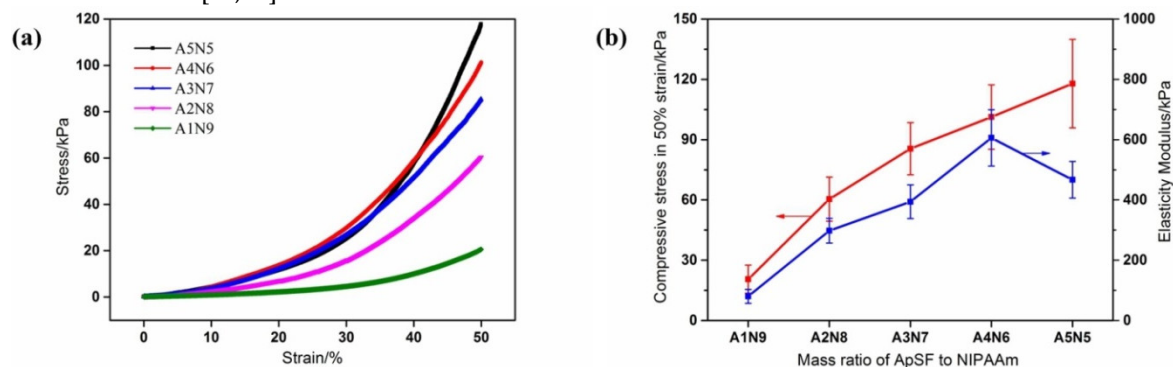 (a)
120
100
80
60
40
20
0
Stress/kPa
A5N5
A4N6
A3N7
A2N8
A1N9
0 10 20 30 40 50
Strain/%
(b)
150
120
90
60
30
0
Compressive stress in 50% strain/kPa
1000
800
600
400
200
0
Elasticity Modulus/kPa
A1N9 A2N8 A3N7 A4N6 A5N5
Mass ratio of ApSF to NIPAAm